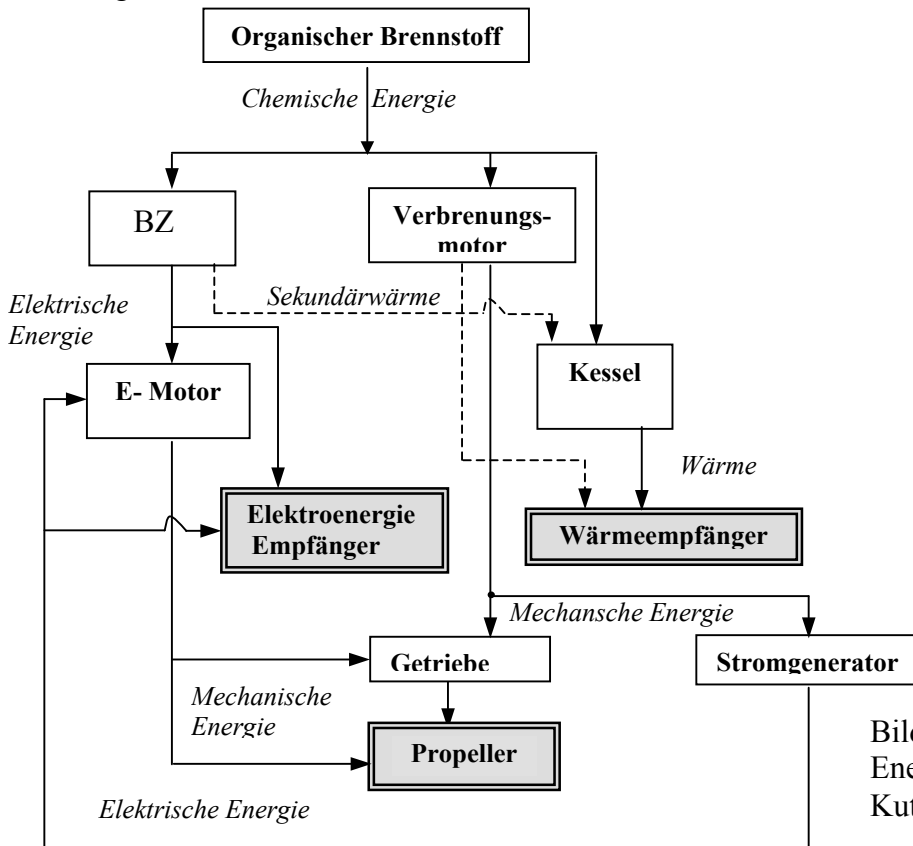 Organischer Brennstoff
Chemische Energie
BZ
Verbrenungs-
motor
Elektrische
Energie
Sekundärwärme
Kessel
E- Motor
Wärme
Elektroenergie
Empfänger
Wärmeempfänger
Mechansche Energie
Getriebe
Stromgenerator
Mechanische
Energie
Propeller
Elektrische Energie